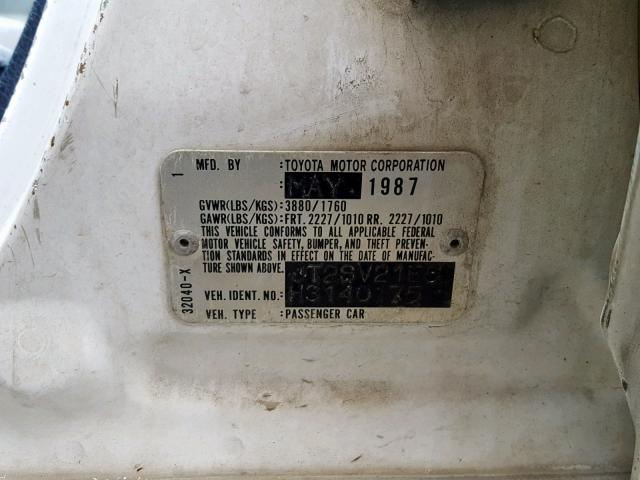 MFD. BY :TOYOTA MOTOR CORPORATION
:MAY. 1987
GVWR(LBS/KGS):3880/1760
GAWR(LBS/KGS):FRT. 2227/1010 RR. 2227/1010
THIS VEHICLE CONFORMS TO ALL APPLICABLE FEDERAL
MOTOR VEHICLE SAFETY, BUMPER, AND THEFT PREVEN-
TION STANDARDS IN EFFECT ON THE DATE OF MANUFAC-
TURE SHOWN ABOVE.
VEH. IDENT. NO.:
VEH. TYPE :PASSENGER CAR
32040-X 1